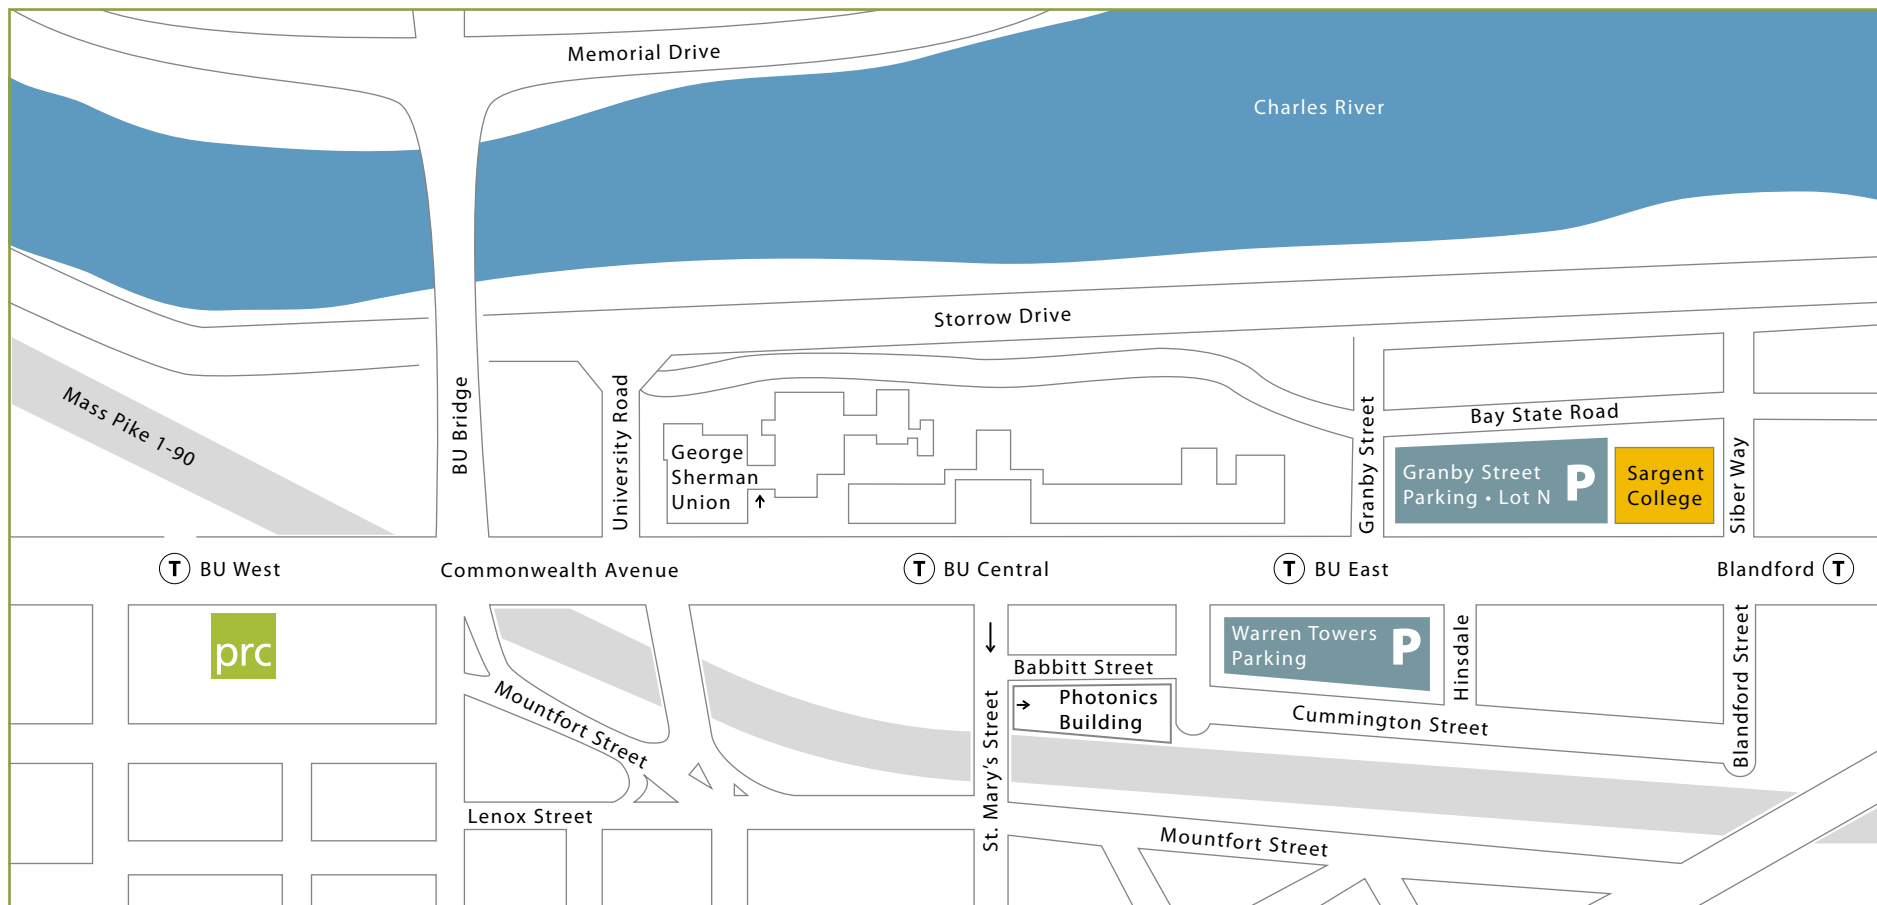 Memorial Drive
Charles River
Storrow Drive
Mass Pike 1-90
BU Bridge
University Road
George
Sherman
Union
Granby Street
Bay State Road
Granby Street
Parking • Lot N
P
Sargent
College
Siber Way
T BU West
Commonwealth Avenue
T BU Central
T BU East
Blandford T
prc
Mountfort Street
Lenox Street
St. Mary's Street
Babbitt Street
Photonics
Building
Warren Towers
Parking
P
Hinsdale
Cummington Street
Blandford Street
Mountfort Street